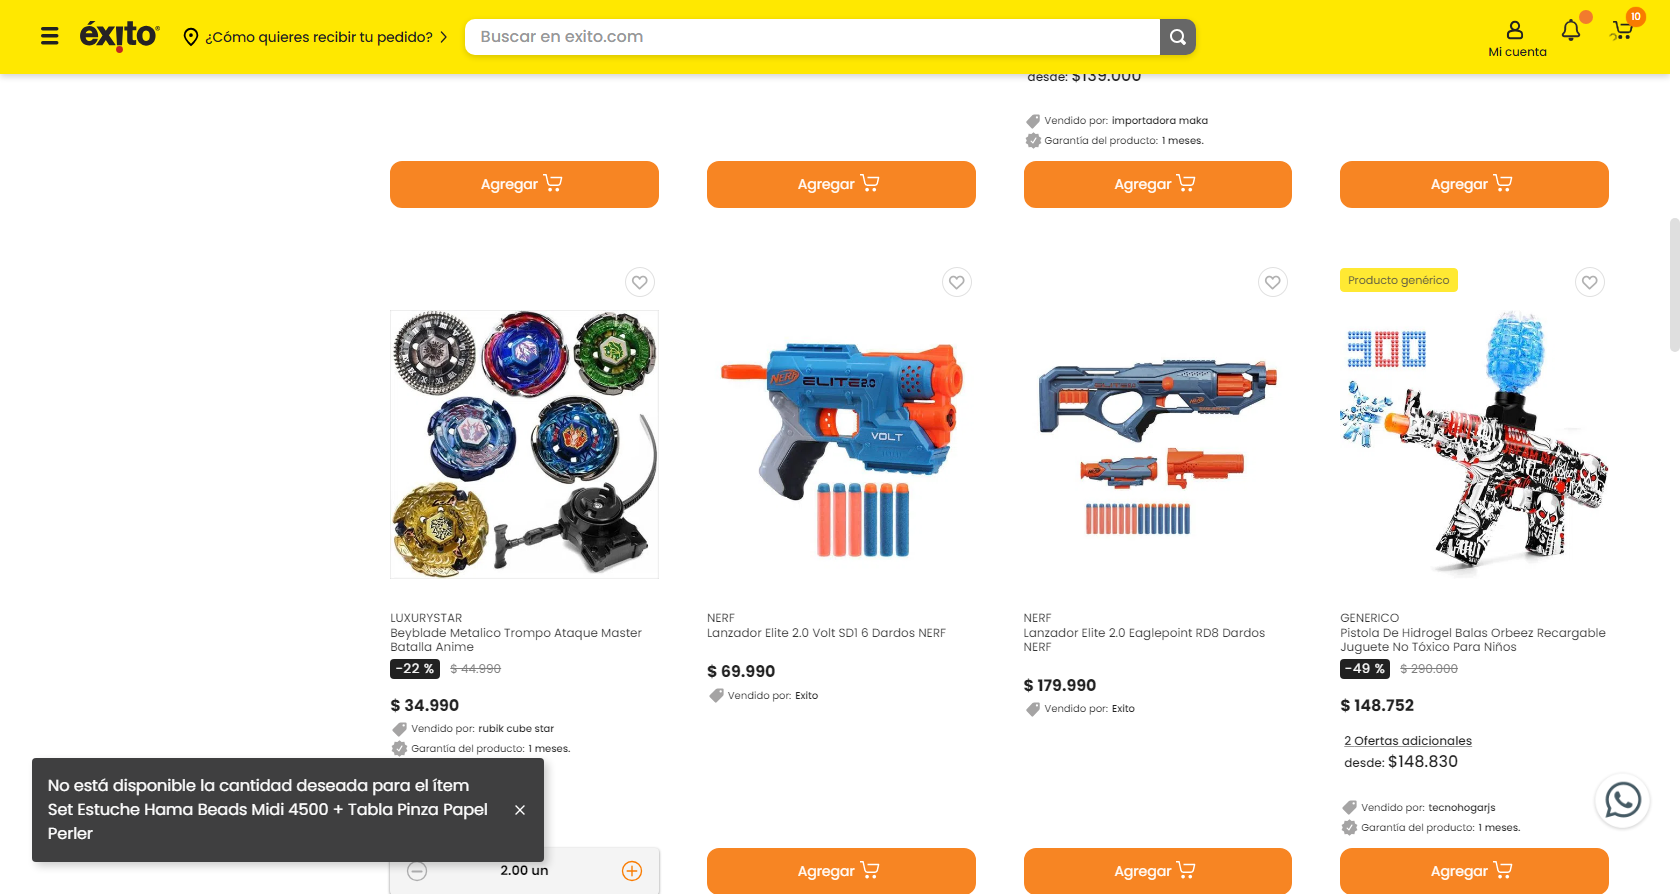 éxito
¿Cómo quieres recibir tu pedido?
Buscar en exito.com
Mi cuenta
10
desde: $139.000
Vendido por: importadora maka
Garantía del producto: 1 meses.
Agregar
Agregar
Agregar
Agregar
Producto genérico
NERF ELITE 2.0
VOLT
300
LUXURYSTAR
Beyblade Metalico Trompo Ataque Master
Batalla Anime
-22 %
$ 44.990
$ 34.990
Vendido por: rubik cube star
Garantía del producto: 1 meses.
2.00 un
NERF
Lanzador Elite 2.0 Volt SD1 6 Dardos NERF
$ 69.990
Vendido por: Exito
Agregar
NERF
Lanzador Elite 2.0 Eaglepoint RD8 Dardos
NERF
$ 179.990
Vendido por: Exito
Agregar
GENERICO
Pistola De Hidrogel Balas Orbeez Recargable
Juguete No Tóxico Para Niños
-49 %
$ 290.000
$ 148.752
2 Ofertas adicionales
desde: $148.830
Vendido por: tecnohogarjs
Garantía del producto: 1 meses.
Agregar
No está disponible la cantidad deseada para el ítem
Set Estuche Hama Beads Midi 4500 + Tabla Pinza Papel
Perler